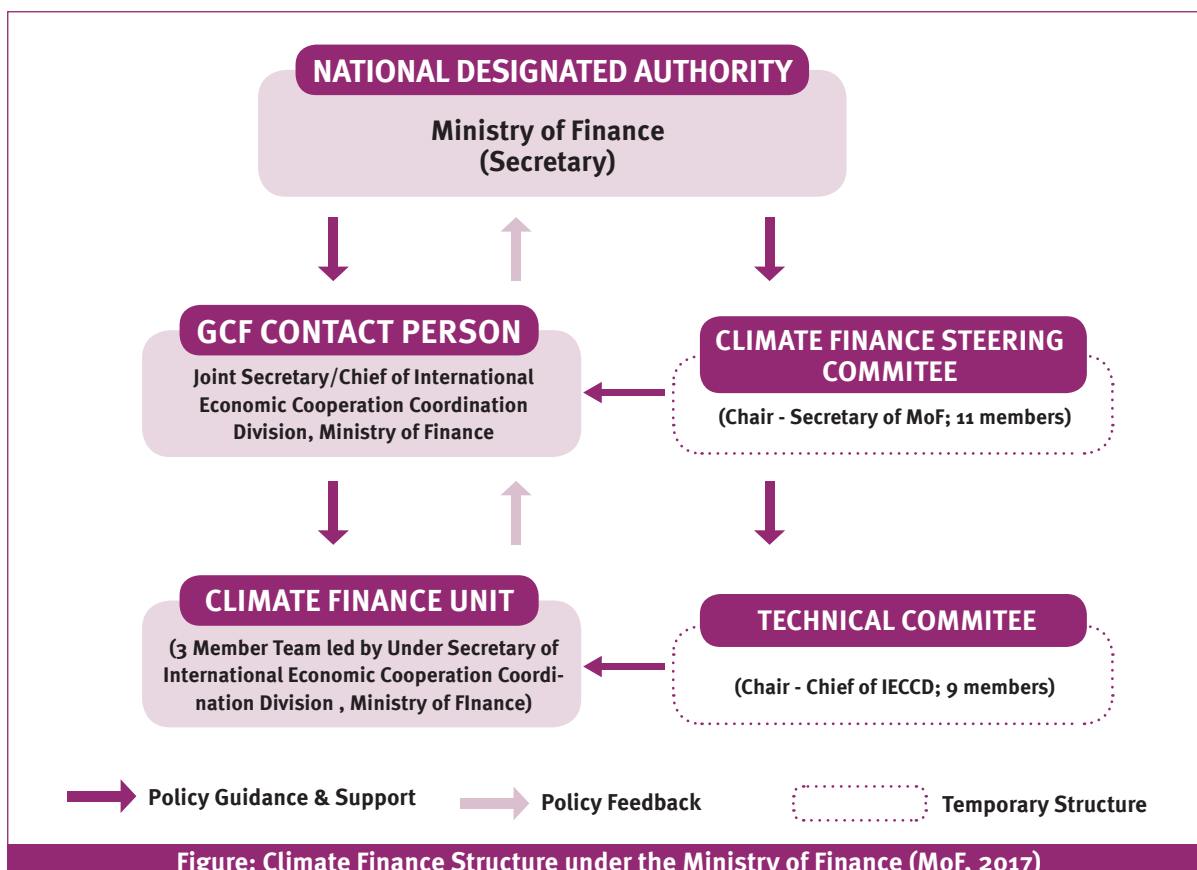 NATIONAL DESIGNATED AUTHORITY
Ministry of Finance
(Secretary)
GCF CONTACT PERSON
Joint Secretary/Chief of International
Economic Cooperation Coordination
Division, Ministry of Finance
CLIMATE FINANCE STEERING
COMMITEE
(Chair - Secretary of MoF; 11 members)
CLIMATE FINANCE UNIT
(3 Member Team led by Under Secretary of
International Economic Cooperation Coordi-
nation Division , Ministry of FInance)
TECHNICAL COMMITEE
(Chair - Chief of IECCD; 9 members)
Policy Guidance & Support
Policy Feedback
Temporary Structure
Figure: Climate Finance Structure under the Ministry of Finance (MoF, 2017)